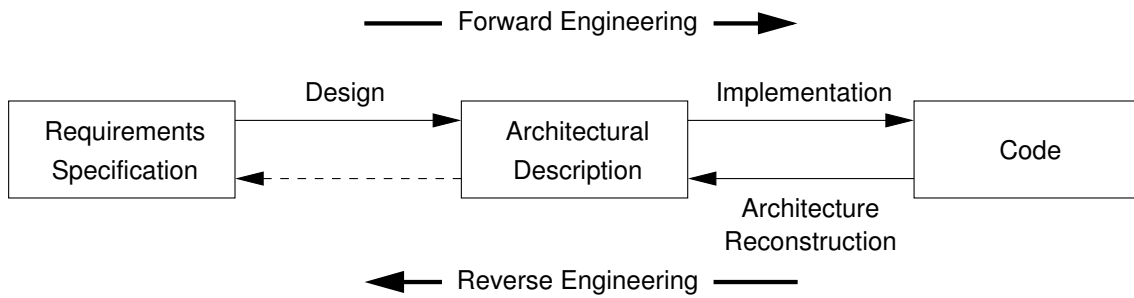 Forward Engineering
Design
Implementation
Requirements
Specification
Architectural
Description
Code
Architecture
Reconstruction
Reverse Engineering